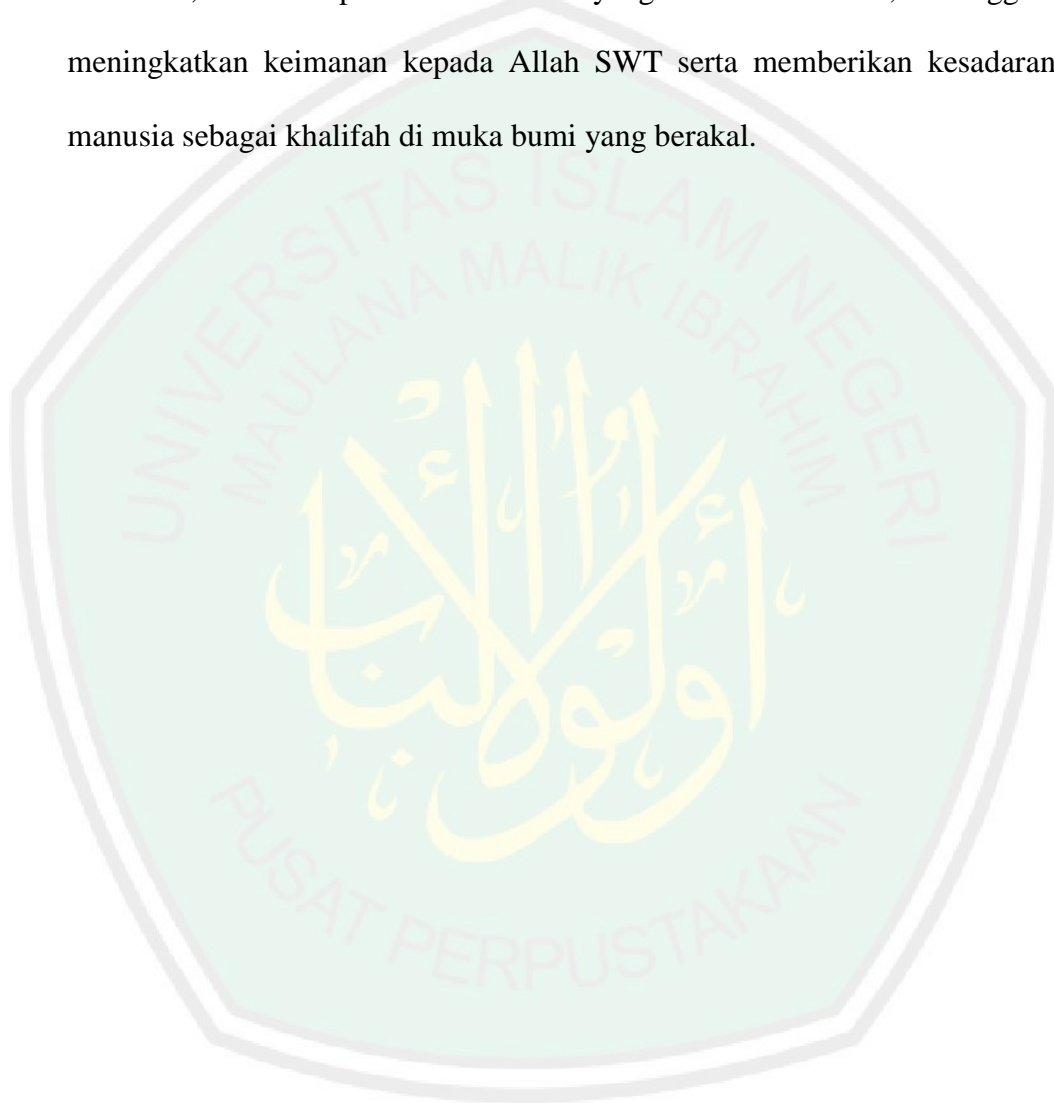 yang
meningkatkan keimanan kepada Allah SWT serta memberikan kesadaran
manusia sebagai khalifah di muka bumi yang berakal.
UNIVERSITAS ISLAM NEGERI
MAULANA MALIK IBRAHIM
PUSAT PERPUSTAKAAN